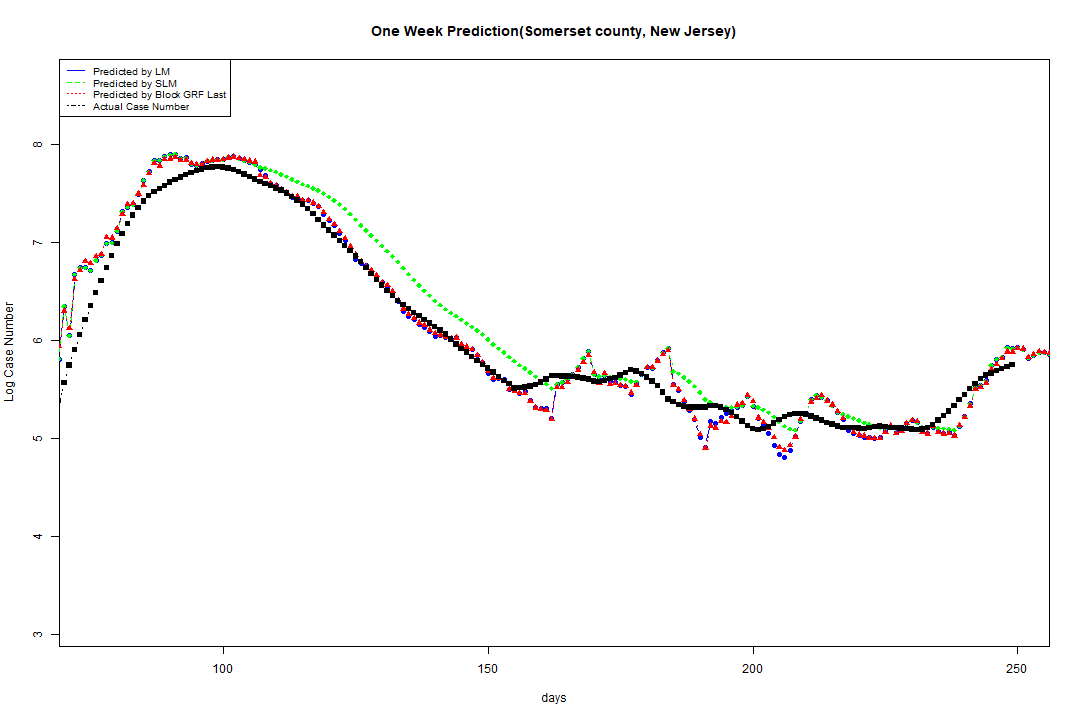 One Week Prediction(Somerset county, New Jersey)
Predicted by LM
Predicted by SLM
Predicted by Block GRF Last
Actual Case Number
Log Case Number
8
7
6
5
4
3
100
150
200
250
days